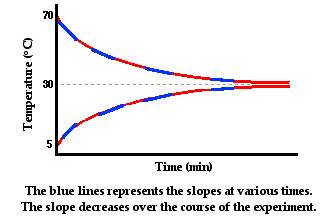 70
Temperature (°C)
30
5
Time (min)
The blue lines represents the slopes at various times.
The slope decreases over the course of the experiment.